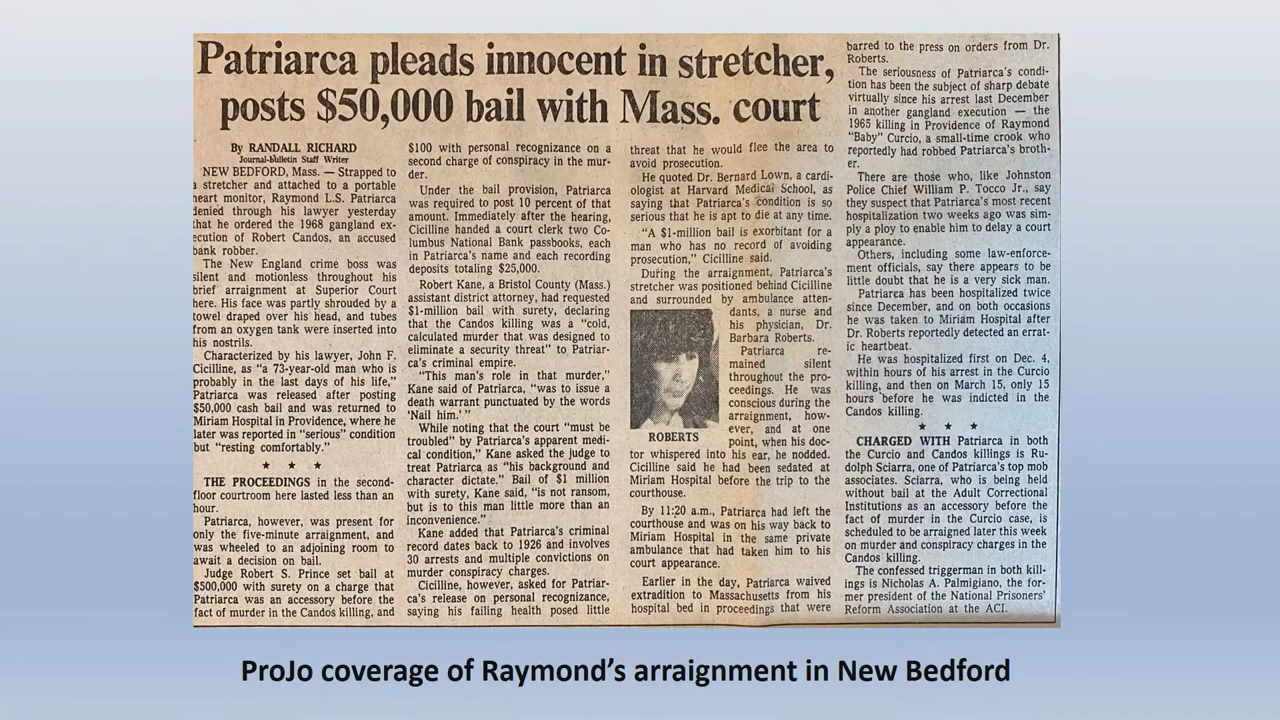 Patriarca pleads innocent in stretcher,
posts $50,000 bail with Mass. court
By RANDALL RICHARD
Journal-Bulletin Staff Writer
NEW BEDFORD, Mass. — Strapped to
a stretcher and attached to a portable
heart monitor, Raymond L.S. Patriarca
denied through his lawyer yesterday
that he ordered the 1968 gangland ex-
ecution of Robert Candos, an accused
bank robber.
The New England crime boss was
silent and motionless throughout his
brief arraignment at Superior Court
here. His face was partly shrouded by a
towel draped over his head, and tubes
from an oxygen tank were inserted into
his nostrils.
Characterized by his lawyer, John F.
Cicilline, as “a 73-year-old man who is
probably in the last days of his life,”
Patriarca was released after posting
$50,000 cash bail and was returned to
Miriam Hospital in Providence, where he
later was reported in “serious” condition
but “resting comfortably.”
★ ★ ★
THE PROCEEDINGS in the second-
floor courtroom here lasted less than an
hour.
Patriarca, however, was present for
only the five-minute arraignment, and
was wheeled to an adjoining room to
await a decision on bail.
Judge Robert S. Prince set bail at
$500,000 with surety on a charge that
Patriarca was an accessory before the
fact of murder in the Candos killing, and
$100 with personal recognizance on a
second charge of conspiracy in the mur-
der.
Under the bail provision, Patriarca
was required to post 10 percent of that
amount. Immediately after the hearing,
Cicilline handed a court clerk two Co-
lumbus National Bank passbooks, each
in Patriarca's name and each recording
deposits totaling $25,000.
Robert Kane, a Bristol County (Mass.)
assistant district attorney, had requested
$1-million bail with surety, declaring
that the Candos killing was a “cold,
calculated murder that was designed to
eliminate a security threat” to Patriar-
ca's criminal empire.
“This man's role in that murder,”
Kane said of Patriarca, “was to issue a
death warrant punctuated by the words
‘Nail him.’ ”
While noting that the court “must be
troubled” by Patriarca's apparent medi-
cal condition,” Kane asked the judge to
treat Patriarca as “his background and
character dictate.” Bail of $1 million
with surety, Kane said, “is not ransom,
but is to this man little more than an
inconvenience.”
Kane added that Patriarca's criminal
record dates back to 1926 and involves
30 arrests and multiple convictions on
murder conspiracy charges.
Cicilline, however, asked for Patriar-
ca's release on personal recognizance,
saying his failing health posed little
threat that he would flee the area to
avoid prosecution.
He quoted Dr. Bernard Lown, a cardi-
ologist at Harvard Medical School, as
saying that Patriarca's condition is so
serious that he is apt to die at any time.
“A $1-million bail is exorbitant for a
man who has no record of avoiding
prosecution,” Cicilline said.
During the arraignment, Patriarca's
stretcher was positioned behind Cicilline
and surrounded by ambulance atten-
dants, a nurse and
his physician, Dr.
Barbara Roberts.
Patriarca re-
mained silent
throughout the pro-
ceedings. He was
conscious during the
arraignment, how-
ever, and at one
point, when his doc-
ROBERTS
tor whispered into his ear, he nodded.
Cicilline said he had been sedated at
Miriam Hospital before the trip to the
courthouse.
By 11:20 a.m., Patriarca had left the
courthouse and was on his way back to
Miriam Hospital in the same private
ambulance that had taken him to his
court appearance.
Earlier in the day, Patriarca waived
extradition to Massachusetts from his
hospital bed in proceedings that were
barred to the press on orders from Dr.
Roberts.
The seriousness of Patriarca's condi-
tion has been the subject of sharp debate
virtually since his arrest last December
in another gangland execution — the
1965 killing in Providence of Raymond
“Baby” Curcio, a small-time crook who
reportedly had robbed Patriarca's broth-
er.
There are those who, like Johnston
Police Chief William P. Tocco Jr., say
they suspect that Patriarca's most recent
hospitalization two weeks ago was sim-
ply a ploy to enable him to delay a court
appearance.
Others, including some law-enforce-
ment officials, say there appears to be
little doubt that he is a very sick man.
Patriarca has been hospitalized twice
since December, and on both occasions
he was taken to Miriam Hospital after
Dr. Roberts reportedly detected an errat-
ic heartbeat.
He was hospitalized first on Dec. 4,
within hours of his arrest in the Curcio
killing, and then on March 15, only 15
hours before he was indicted in the
Candos killing.
★ ★ ★
CHARGED WITH Patriarca in both
the Curcio and Candos killings is Ru-
dolph Sciarra, one of Patriarca's top mob
associates. Sciarra, who is being held
without bail at the Adult Correctional
Institutions as an accessory before the
fact of murder in the Curcio case, is
scheduled to be arraigned later this week
on murder and conspiracy charges in the
Candos killing.
The confessed triggerman in both kill-
ings is Nicholas A. Palmigiano, the for-
mer president of the National Prisoners'
Reform Association at the ACI.
ProJo coverage of Raymond’s arraignment in New Bedford